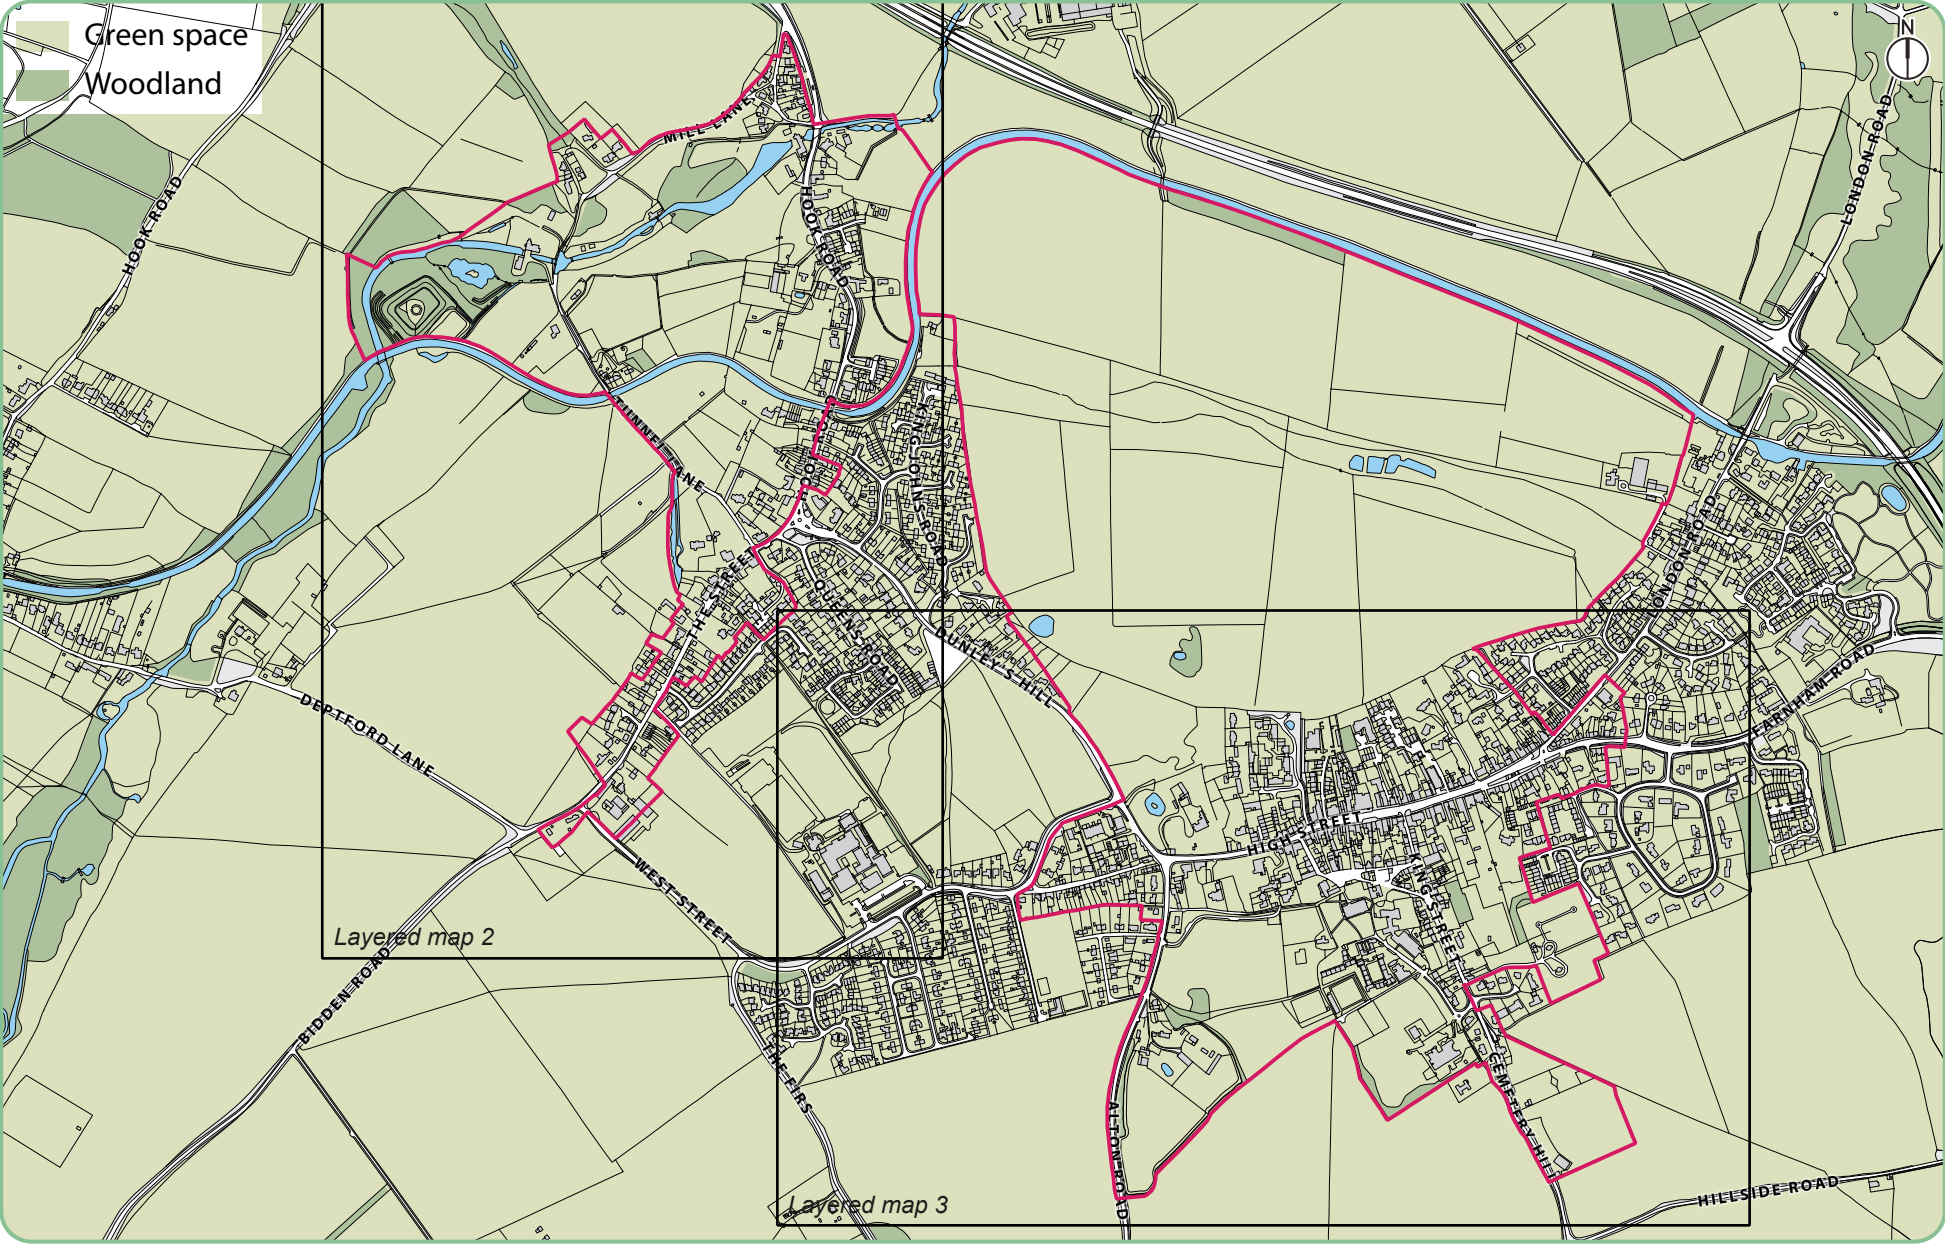 Green space
Woodland
N
MILL LANE
HOOK ROAD
LONDON ROAD
HOOK ROAD
TUNNEL LANE
KING JOHNS ROAD
HOOK ROAD
THE STREET
QUEENS ROAD
DUNLEY'S HILL
LONDON ROAD
FARNHAM ROAD
DEPTFORD LANE
HIGH STREET
WEST STREET
KING STREET
Layered map 2
BIDDEN ROAD
THE FIRS
CEMETERY HILL
ALTON ROAD
HILLSIDE ROAD
Layered map 3